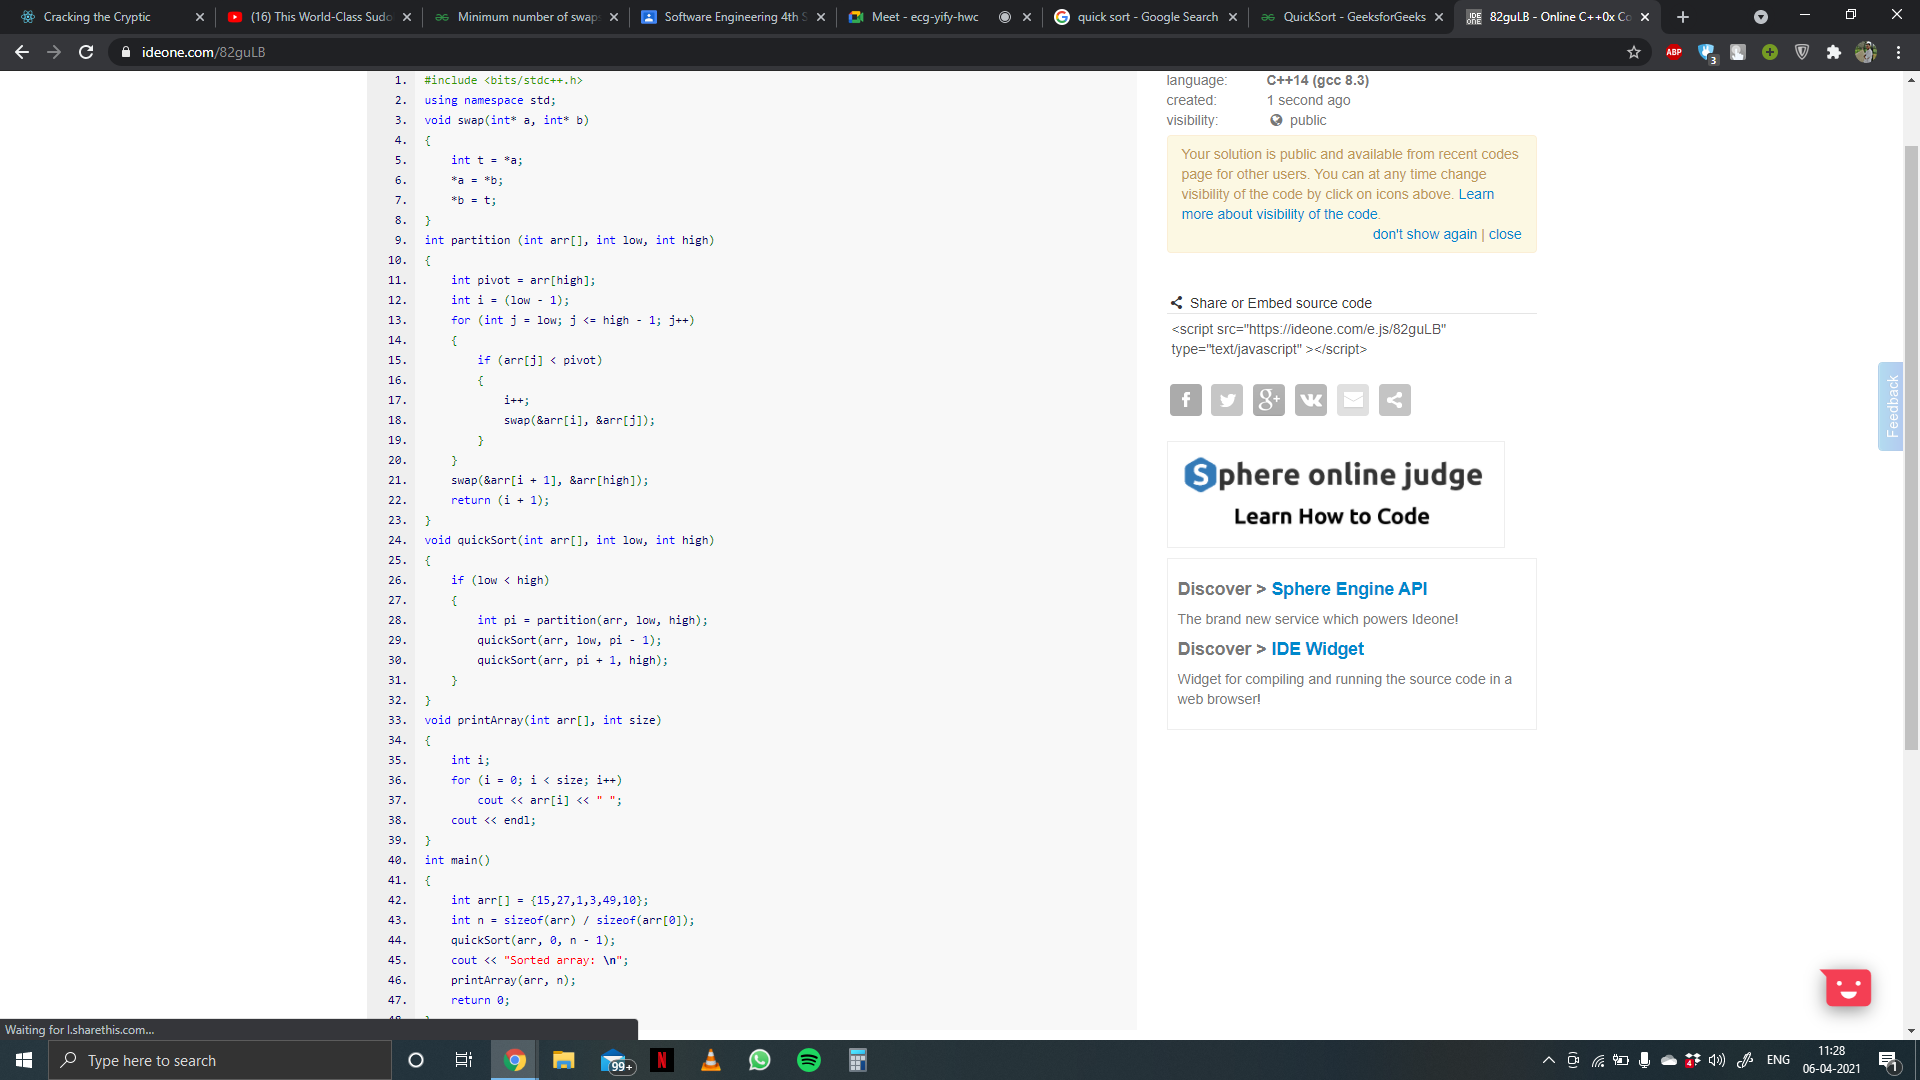 Cracking the Cryptic
(16) This World-Class Sudo
Minimum number of swaps
Software Engineering 4th S
Meet - ecg-yify-hwc
quick sort - Google Search
QuickSort - GeeksforGeeks
82guLB - Online C++0x Co
ideone.com/82guLB
ABP
3
1. #include <bits/stdc++.h>
2. using namespace std;
3. void swap(int* a, int* b)
4. {
5. int t = *a;
6. *a = *b;
7. *b = t;
8. }
9. int partition (int arr[], int low, int high)
10. {
11. int pivot = arr[high];
12. int i = (low - 1);
13. for (int j = low; j <= high - 1; j++)
14. {
15. if (arr[j] < pivot)
16. {
17. i++;
18. swap(&arr[i], &arr[j]);
19. }
20. }
21. swap(&arr[i + 1], &arr[high]);
22. return (i + 1);
23. }
24. void quickSort(int arr[], int low, int high)
25. {
26. if (low < high)
27. {
28. int pi = partition(arr, low, high);
29. quickSort(arr, low, pi - 1);
30. quickSort(arr, pi + 1, high);
31. }
32. }
33. void printArray(int arr[], int size)
34. {
35. int i;
36. for (i = 0; i < size; i++)
37. cout << arr[i] << " ";
38. cout << endl;
39. }
40. int main()
41. {
42. int arr[] = {15,27,1,3,49,10};
43. int n = sizeof(arr) / sizeof(arr[0]);
44. quickSort(arr, 0, n - 1);
45. cout << "Sorted array: \n";
46. printArray(arr, n);
47. return 0;
language: C++14 (gcc 8.3)
created: 1 second ago
visibility: public
Your solution is public and available from recent codes
page for other users. You can at any time change
visibility of the code by click on icons above. Learn
more about visibility of the code.
don't show again | close
Share or Embed source code
<script src="https://ideone.com/e.js/82guLB"
type="text/javascript" ></script>
Feedback
Sphere online judge
Learn How to Code
Discover > Sphere Engine API
The brand new service which powers Ideone!
Discover > IDE Widget
Widget for compiling and running the source code in a
web browser!
Waiting for l.sharethis.com...
Type here to search
99+
ENG
11:28
06-04-2021
1